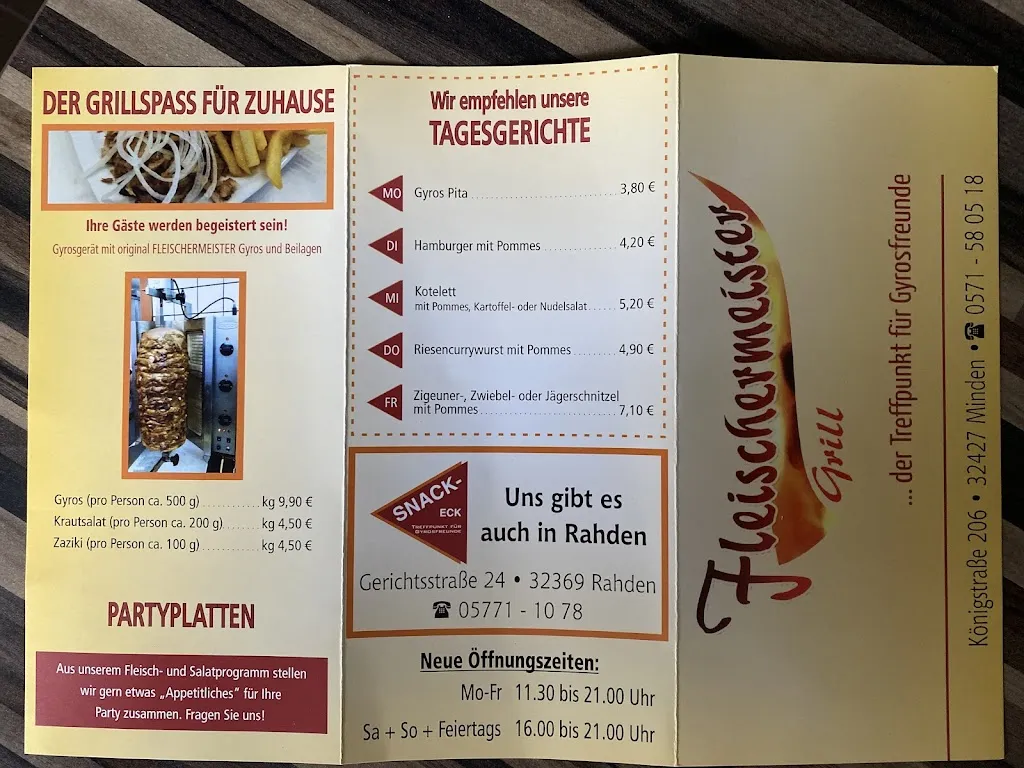 DER GRILLSPASS FÜR ZUHAUSE
Ihre Gäste werden begeistert sein!
Gyrosgerät mit original FLEISCHERMEISTER Gyros und Beilagen
Gyros (pro Person ca. 500 g) ............. kg 9,90 €
Krautsalat (pro Person ca. 200 g) ......... kg 4,50 €
Zaziki (pro Person ca. 100 g) ............. kg 4,50 €
PARTYPLATTEN
Aus unserem Fleisch- und Salatprogramm stellen
wir gern etwas „Appetitliches“ für Ihre
Party zusammen. Fragen Sie uns!
Wir empfehlen unsere
TAGESGERICHTE
MO Gyros Pita ............................. 3,80 €
DI Hamburger mit Pommes .................... 4,20 €
MI Kotelett
mit Pommes, Kartoffel- oder Nudelsalat ...... 5,20 €
DO Riesencurrywurst mit Pommes ............. 4,90 €
FR Zigeuner-, Zwiebel- oder Jägerschnitzel
mit Pommes ............................. 7,10 €
SNACK-
ECK
TREFFPUNKT FÜR
GYROSFREUNDE
Uns gibt es
auch in Rahden
Gerichtsstraße 24 • 32369 Rahden
☎ 05771 - 10 78
Neue Öffnungszeiten:
Mo-Fr 11.30 bis 21.00 Uhr
Sa + So + Feiertags 16.00 bis 21.00 Uhr
Fleischermeister
Grill
... der Treffpunkt für Gyrosfreunde
Königstraße 206 • 32427 Minden • ☎ 0571 - 58 05 18